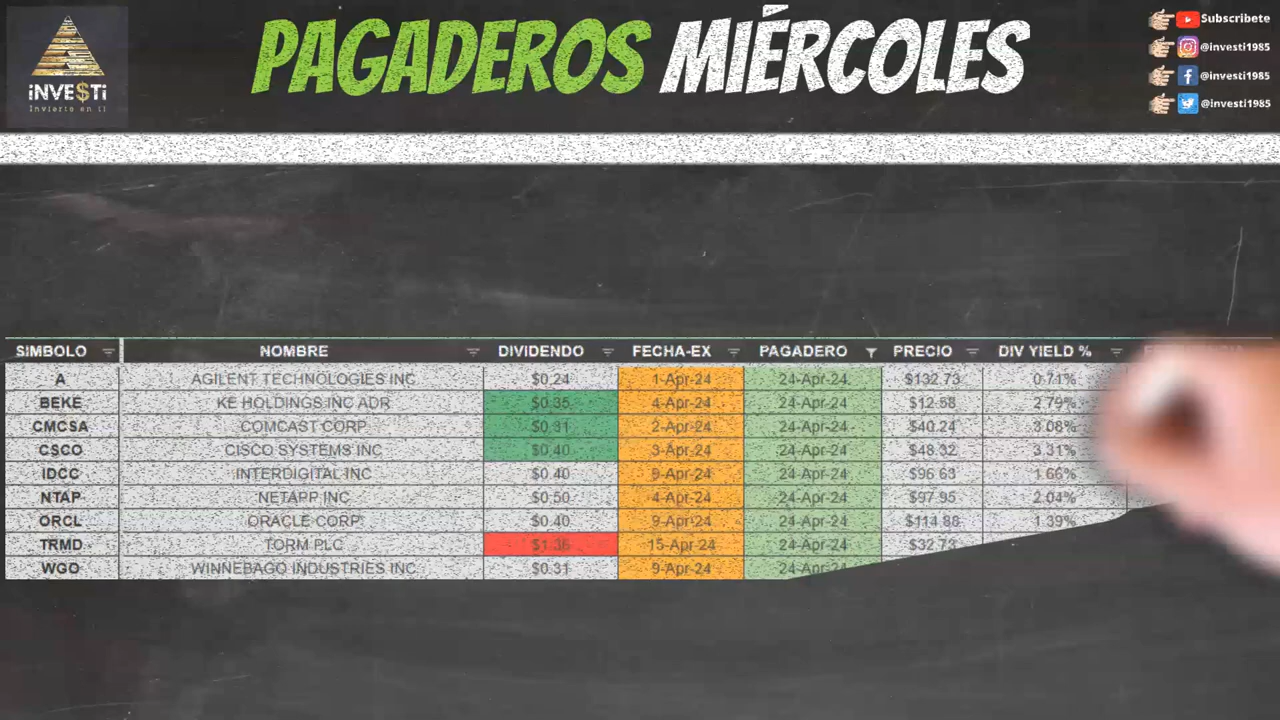 PAGADEROS MIÉRCOLES
iNVE$Ti
Invierte en ti
Subscribete
@investi1985
@investi1985
@investi1985
SIMBOLO NOMBRE DIVIDENDO FECHA-EX PAGADERO PRECIO DIV YIELD %
A AGILENT TECHNOLOGIES INC $0.24 1-Apr-24 24-Apr-24 $132.73 0.71%
BEKE KE HOLDINGS INC ADR $0.35 4-Apr-24 24-Apr-24 $12.58 2.79%
CMCSA COMCAST CORP $0.31 2-Apr-24 24-Apr-24 $40.24 3.08%
CSCO CISCO SYSTEMS INC $0.40 3-Apr-24 24-Apr-24 $48.32 3.31%
IDCC INTERDIGITAL INC $0.40 9-Apr-24 24-Apr-24 $96.63 1.66%
NTAP NETAPP INC $0.50 4-Apr-24 24-Apr-24 $97.95 2.04%
ORCL ORACLE CORP $0.40 9-Apr-24 24-Apr-24 $114.88 1.39%
TRMD TORM PLC $1.36 15-Apr-24 24-Apr-24 $32.73
WGO WINNEBAGO INDUSTRIES INC $0.31 9-Apr-24 24-Apr-24